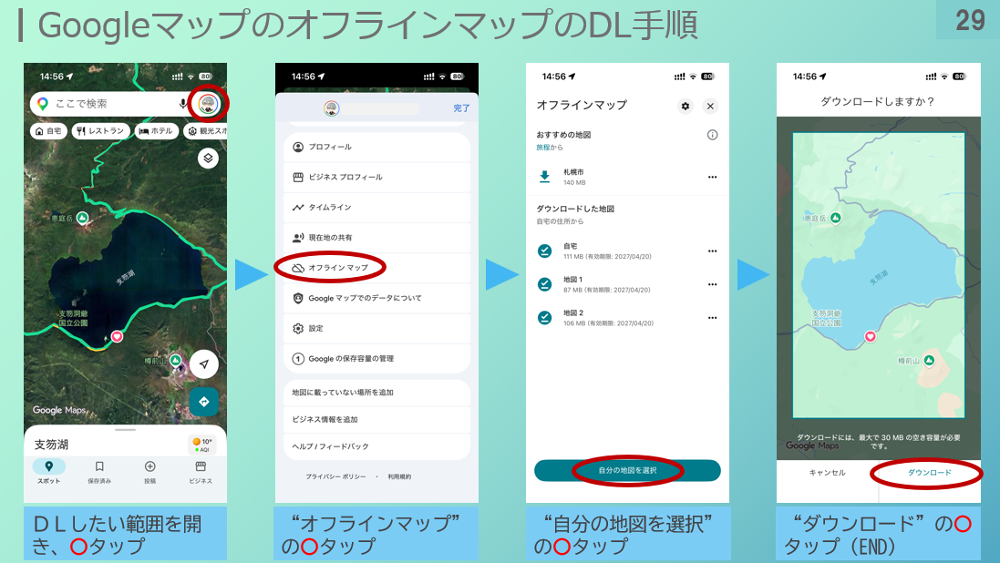 GoogleマップのオフラインマップのDL手順
29
14:56
80
ここで検索
自宅
レストラン
ホテル
観光スポ
恵庭岳
支笏湖
支笏洞爺
国立公園
樽前山
Google Maps
支笏湖
10°
AQI
スポット
保存済み
投稿
ビジネス
ＤＬしたい範囲を開
き、〇タップ
14:56
80
完了
プロフィール
ビジネス プロフィール
タイムライン
現在地の共有
オフライン マップ
Google マップでのデータについて
設定
Google の保存容量の管理
地図に載っていない場所を追加
ビジネス情報を追加
ヘルプ / フィードバック
プライバシー ポリシー ・ 利用規約
“オフラインマップ”
の〇タップ
14:56
80
オフラインマップ
おすすめの地図
旅程から
札幌市
140 MB
ダウンロードした地図
自宅の住所から
自宅
111 MB (有効期限: 2027/04/20)
地図 1
87 MB (有効期限: 2027/04/20)
地図 2
106 MB (有効期限: 2027/04/20)
自分の地図を選択
“自分の地図を選択”
の〇タップ
14:56
80
ダウンロードしますか？
恵庭岳
支笏湖
支笏洞爺
国立公園
樽前山
ダウンロードには、最大で 30 MB の空き容量が必要
です。
Google Maps
キャンセル
ダウンロード
“ダウンロード”の〇
タップ（END）